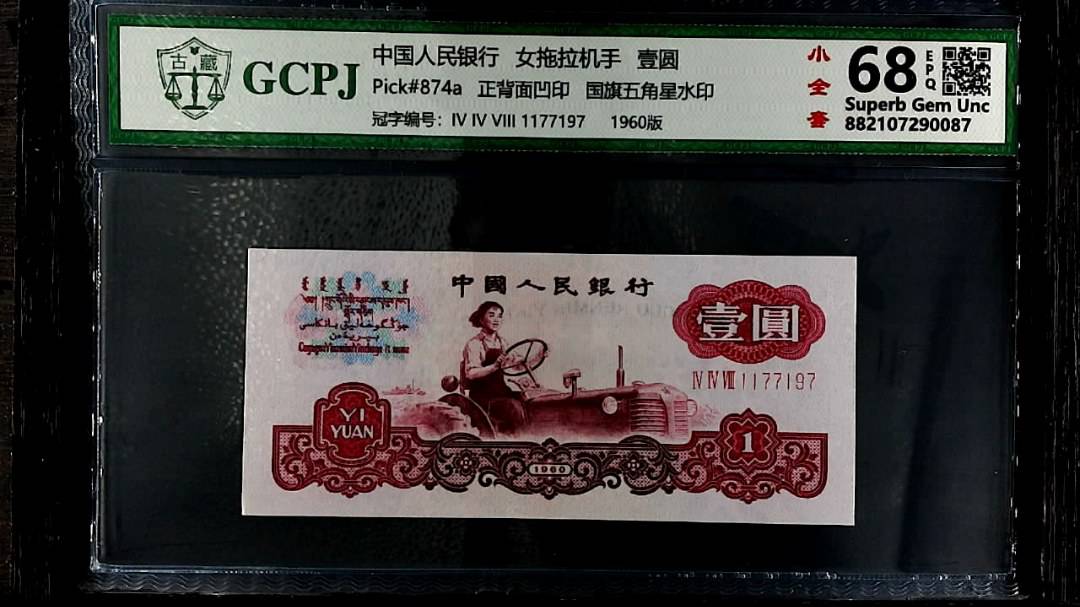 古藏
GCPJ
中国人民银行 女拖拉机手 壹圆
Pick#874a 正背面凹印 国旗五角星水印
冠字编号：IV IV VIII 1177197 1960版
小全套
68 EPQ
Superb Gem Unc
882107290087
中國人民銀行
壹圓
IV IV VIII 1177197
YI
YUAN
1960
1